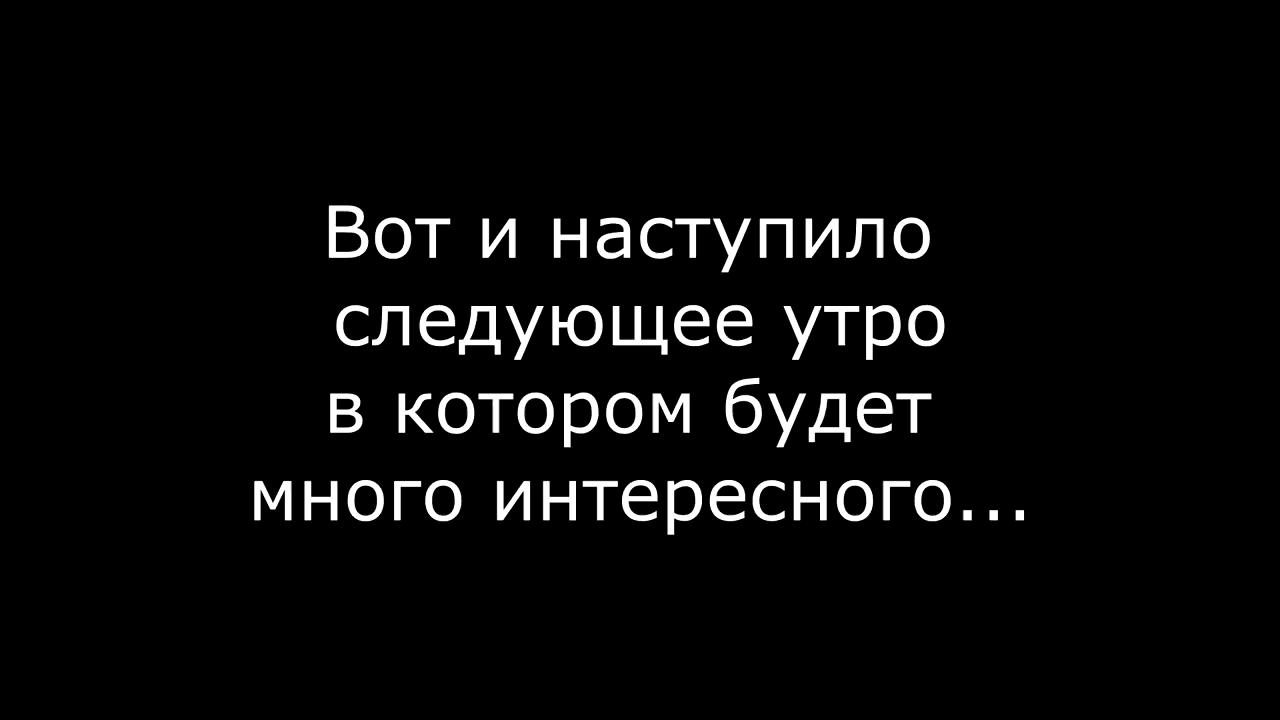 Вот и наступило
следующее утро
в котором будет
много интересного...